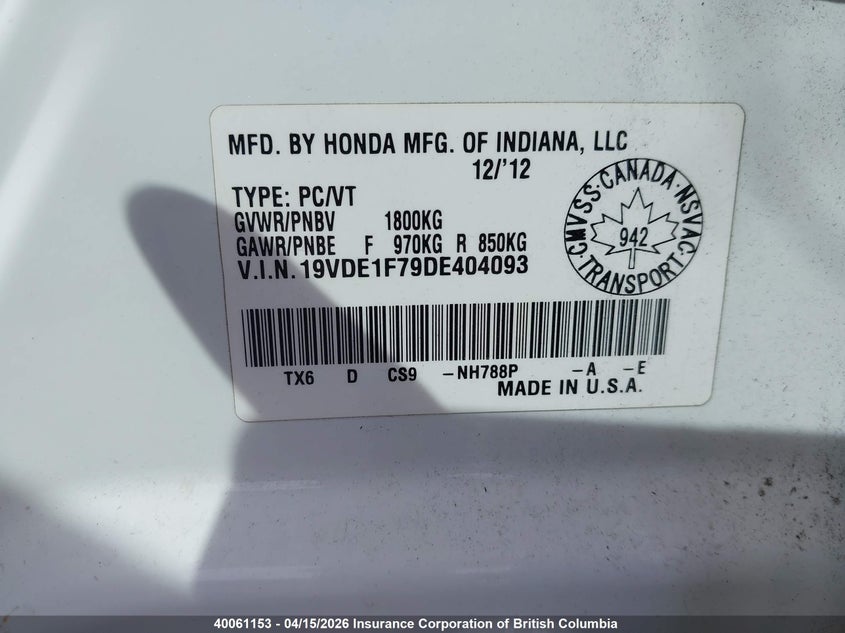 MFD. BY HONDA MFG. OF INDIANA, LLC
12/'12
TYPE: PC/VT
GVWR/PNBV 1800KG
GAWR/PNBE F 970KG R 850KG
V.I.N. 19VDE1F79DE404093
CMVSS·CANADA·NSVAC
942
·TRANSPORT·
TX6 D CS9 -NH788P -A -E
MADE IN U.S.A.
40061153 - 04/15/2026 Insurance Corporation of British Columbia